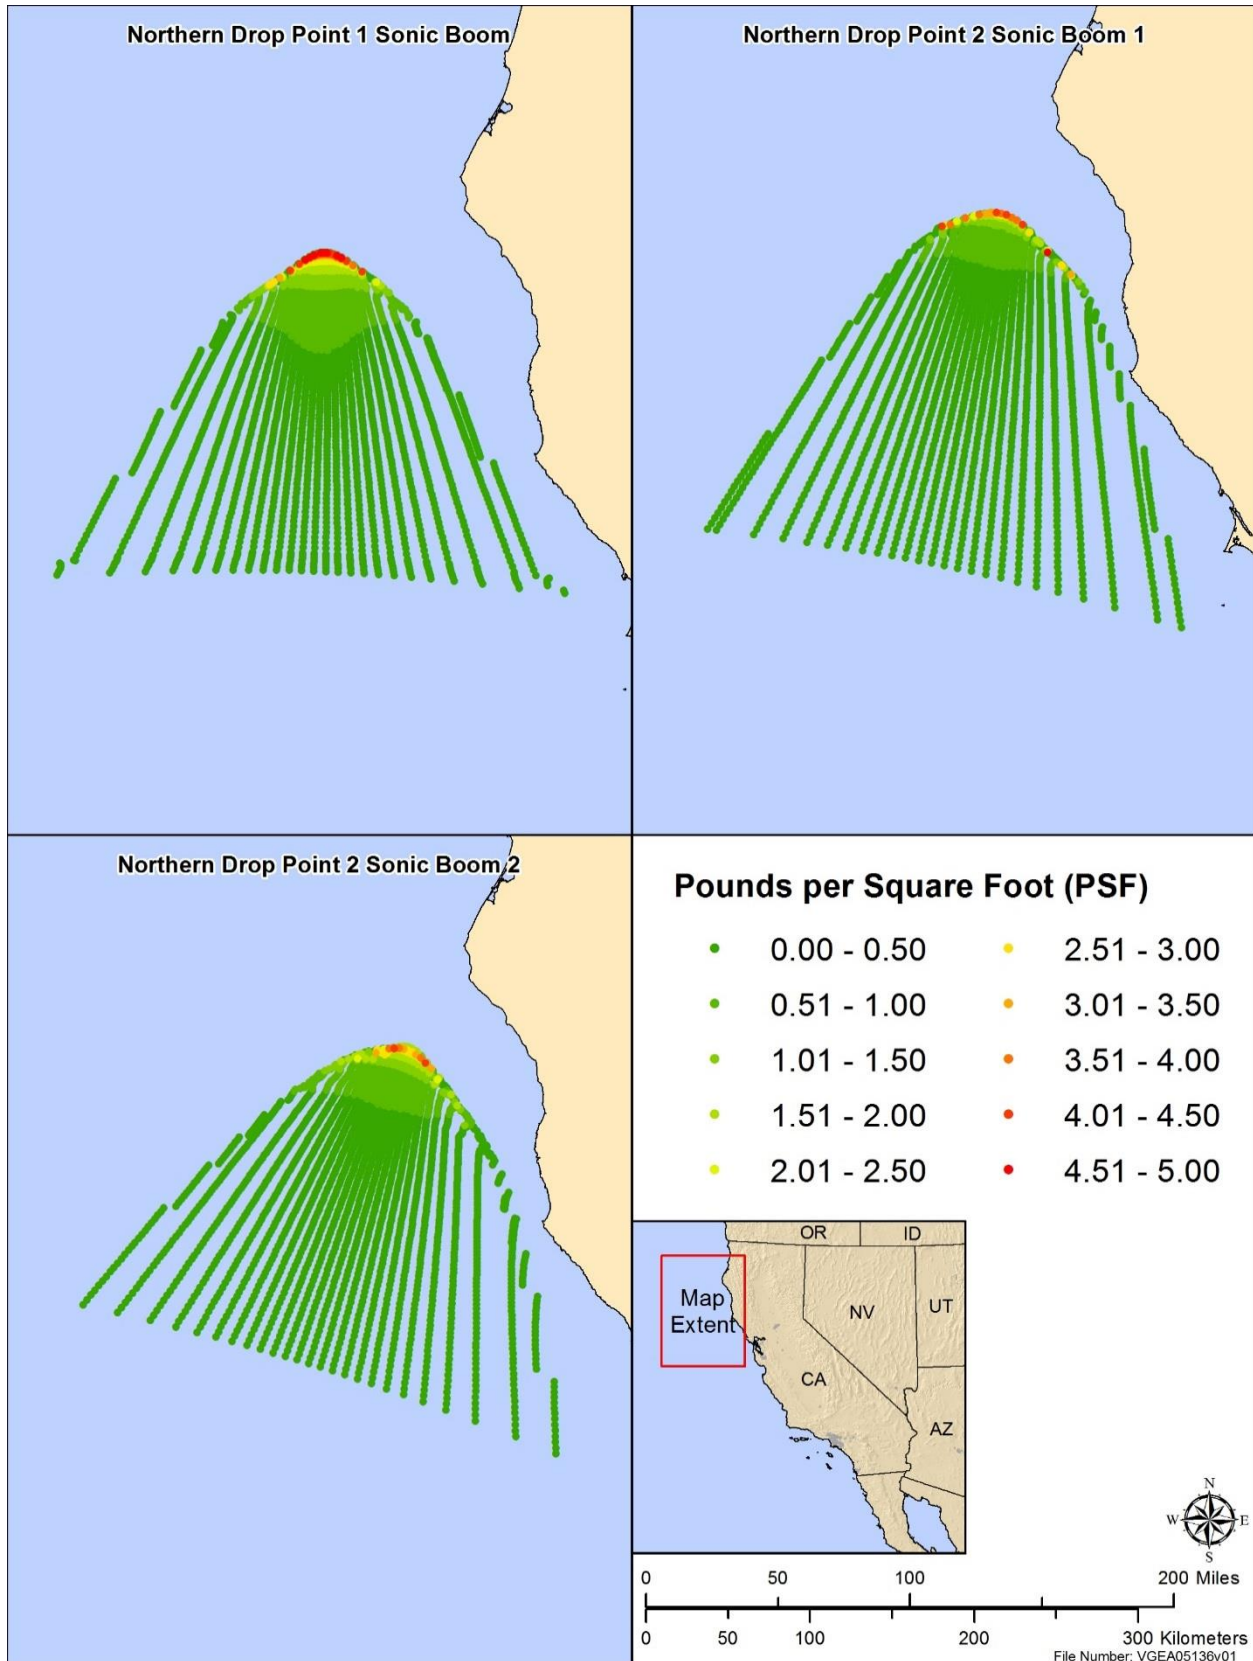 Northern Drop Point 1 Sonic Boom
Northern Drop Point 2 Sonic Boom 1
Northern Drop Point 2 Sonic Boom 2
Pounds per Square Foot (PSF)
0.00 - 0.50
0.51 - 1.00
1.01 - 1.50
1.51 - 2.00
2.01 - 2.50
2.51 - 3.00
3.01 - 3.50
3.51 - 4.00
4.01 - 4.50
4.51 - 5.00
OR
ID
Map
Extent
NV
UT
CA
AZ
N
W
E
S
0 50 100 200 Miles
0 50 100 200 300 Kilometers
File Number: VGEA05136v01